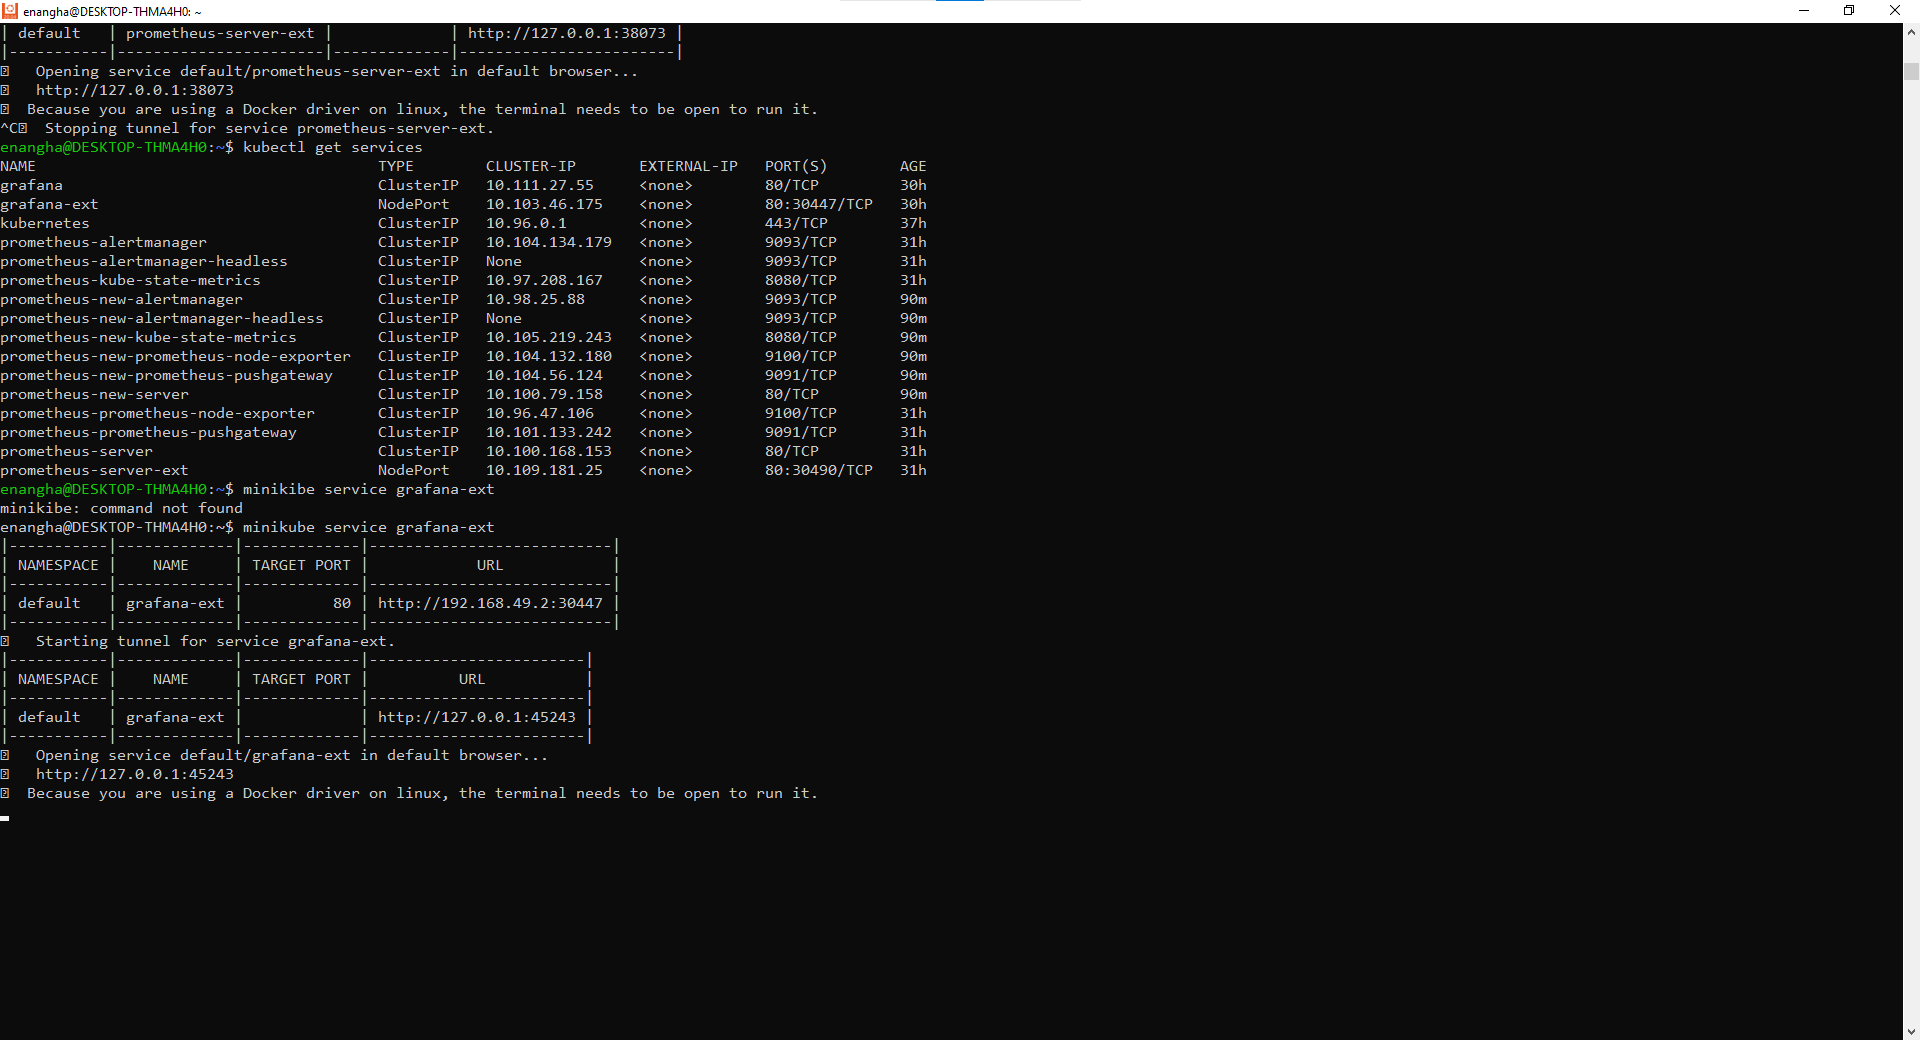 enangha@DESKTOP-THMA4H0: ~
| default   | prometheus-server-ext |             | http://127.0.0.1:38073 |
|-----------|-----------------------|-------------|------------------------|
Opening service default/prometheus-server-ext in default browser...
http://127.0.0.1:38073
Because you are using a Docker driver on linux, the terminal needs to be open to run it.
^C  Stopping tunnel for service prometheus-server-ext.
enangha@DESKTOP-THMA4H0:~$ kubectl get services
NAME                                      TYPE        CLUSTER-IP       EXTERNAL-IP   PORT(S)        AGE
grafana                                   ClusterIP   10.111.27.55     <none>        80/TCP         30h
grafana-ext                               NodePort    10.103.46.175    <none>        80:30447/TCP   30h
kubernetes                                ClusterIP   10.96.0.1        <none>        443/TCP        37h
prometheus-alertmanager                   ClusterIP   10.104.134.179   <none>        9093/TCP       31h
prometheus-alertmanager-headless          ClusterIP   None             <none>        9093/TCP       31h
prometheus-kube-state-metrics             ClusterIP   10.97.208.167    <none>        8080/TCP       31h
prometheus-new-alertmanager               ClusterIP   10.98.25.88      <none>        9093/TCP       90m
prometheus-new-alertmanager-headless      ClusterIP   None             <none>        9093/TCP       90m
prometheus-new-kube-state-metrics         ClusterIP   10.105.219.243   <none>        8080/TCP       90m
prometheus-new-prometheus-node-exporter   ClusterIP   10.104.132.180   <none>        9100/TCP       90m
prometheus-new-prometheus-pushgateway     ClusterIP   10.104.56.124    <none>        9091/TCP       90m
prometheus-new-server                     ClusterIP   10.100.79.158    <none>        80/TCP         90m
prometheus-prometheus-node-exporter       ClusterIP   10.96.47.106     <none>        9100/TCP       31h
prometheus-prometheus-pushgateway         ClusterIP   10.101.133.242   <none>        9091/TCP       31h
prometheus-server                         ClusterIP   10.100.168.153   <none>        80/TCP         31h
prometheus-server-ext                     NodePort    10.109.181.25    <none>        80:30490/TCP   31h
enangha@DESKTOP-THMA4H0:~$ minikibe service grafana-ext
minikibe: command not found
enangha@DESKTOP-THMA4H0:~$ minikube service grafana-ext
|-----------|-------------|-------------|---------------------------|
| NAMESPACE |    NAME     | TARGET PORT |            URL            |
|-----------|-------------|-------------|---------------------------|
| default   | grafana-ext |          80 | http://192.168.49.2:30447 |
|-----------|-------------|-------------|---------------------------|
Starting tunnel for service grafana-ext.
|-----------|-------------|-------------|------------------------|
| NAMESPACE |    NAME     | TARGET PORT |          URL           |
|-----------|-------------|-------------|------------------------|
| default   | grafana-ext |             | http://127.0.0.1:45243 |
|-----------|-------------|-------------|------------------------|
Opening service default/grafana-ext in default browser...
http://127.0.0.1:45243
Because you are using a Docker driver on linux, the terminal needs to be open to run it.